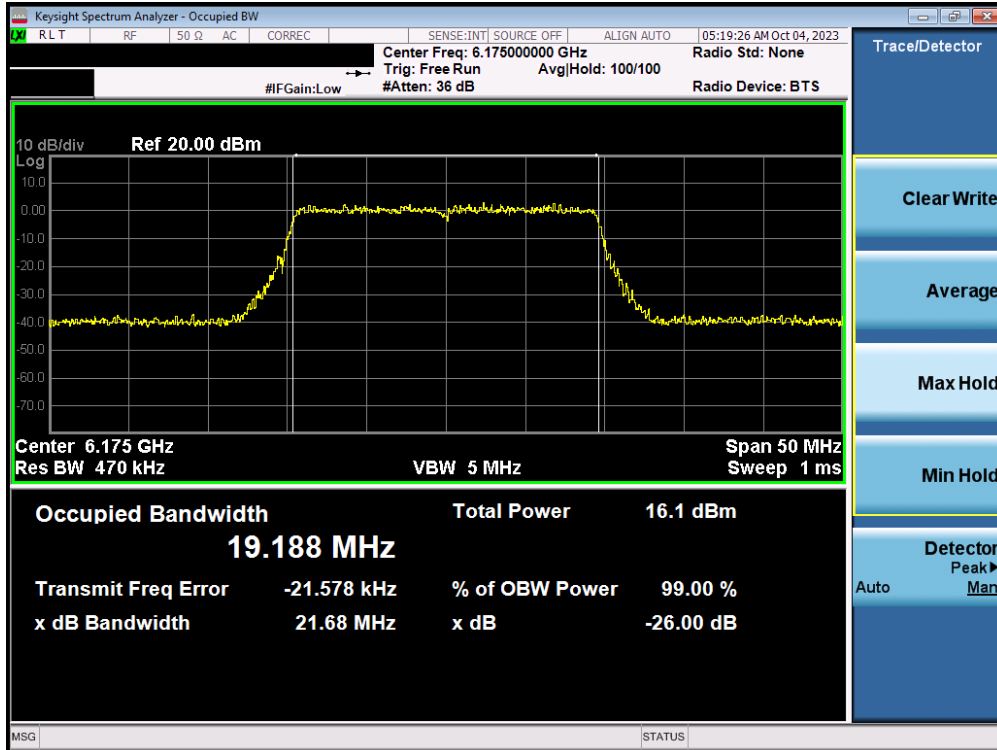 Keysight Spectrum Analyzer - Occupied BW
LXI RLT RF 50 Ω AC CORREC SENSE:INT SOURCE OFF ALIGN AUTO 05:19:26 AM Oct 04, 2023
Center Freq: 6.175000000 GHz Radio Std: None
Trig: Free Run Avg|Hold: 100/100
#IFGain:Low #Atten: 36 dB Radio Device: BTS
10 dB/div Ref 20.00 dBm
Log
10.0
0.00
-10.0
-20.0
-30.0
-40.0
-50.0
-60.0
-70.0
Center 6.175 GHz Span 50 MHz
Res BW 470 kHz VBW 5 MHz Sweep 1 ms
Occupied Bandwidth Total Power 16.1 dBm
19.188 MHz
Transmit Freq Error -21.578 kHz % of OBW Power 99.00 %
x dB Bandwidth 21.68 MHz x dB -26.00 dB
Trace/Detector
Clear Write
Average
Max Hold
Min Hold
Detector
Peak▶
Auto Man
MSG STATUS